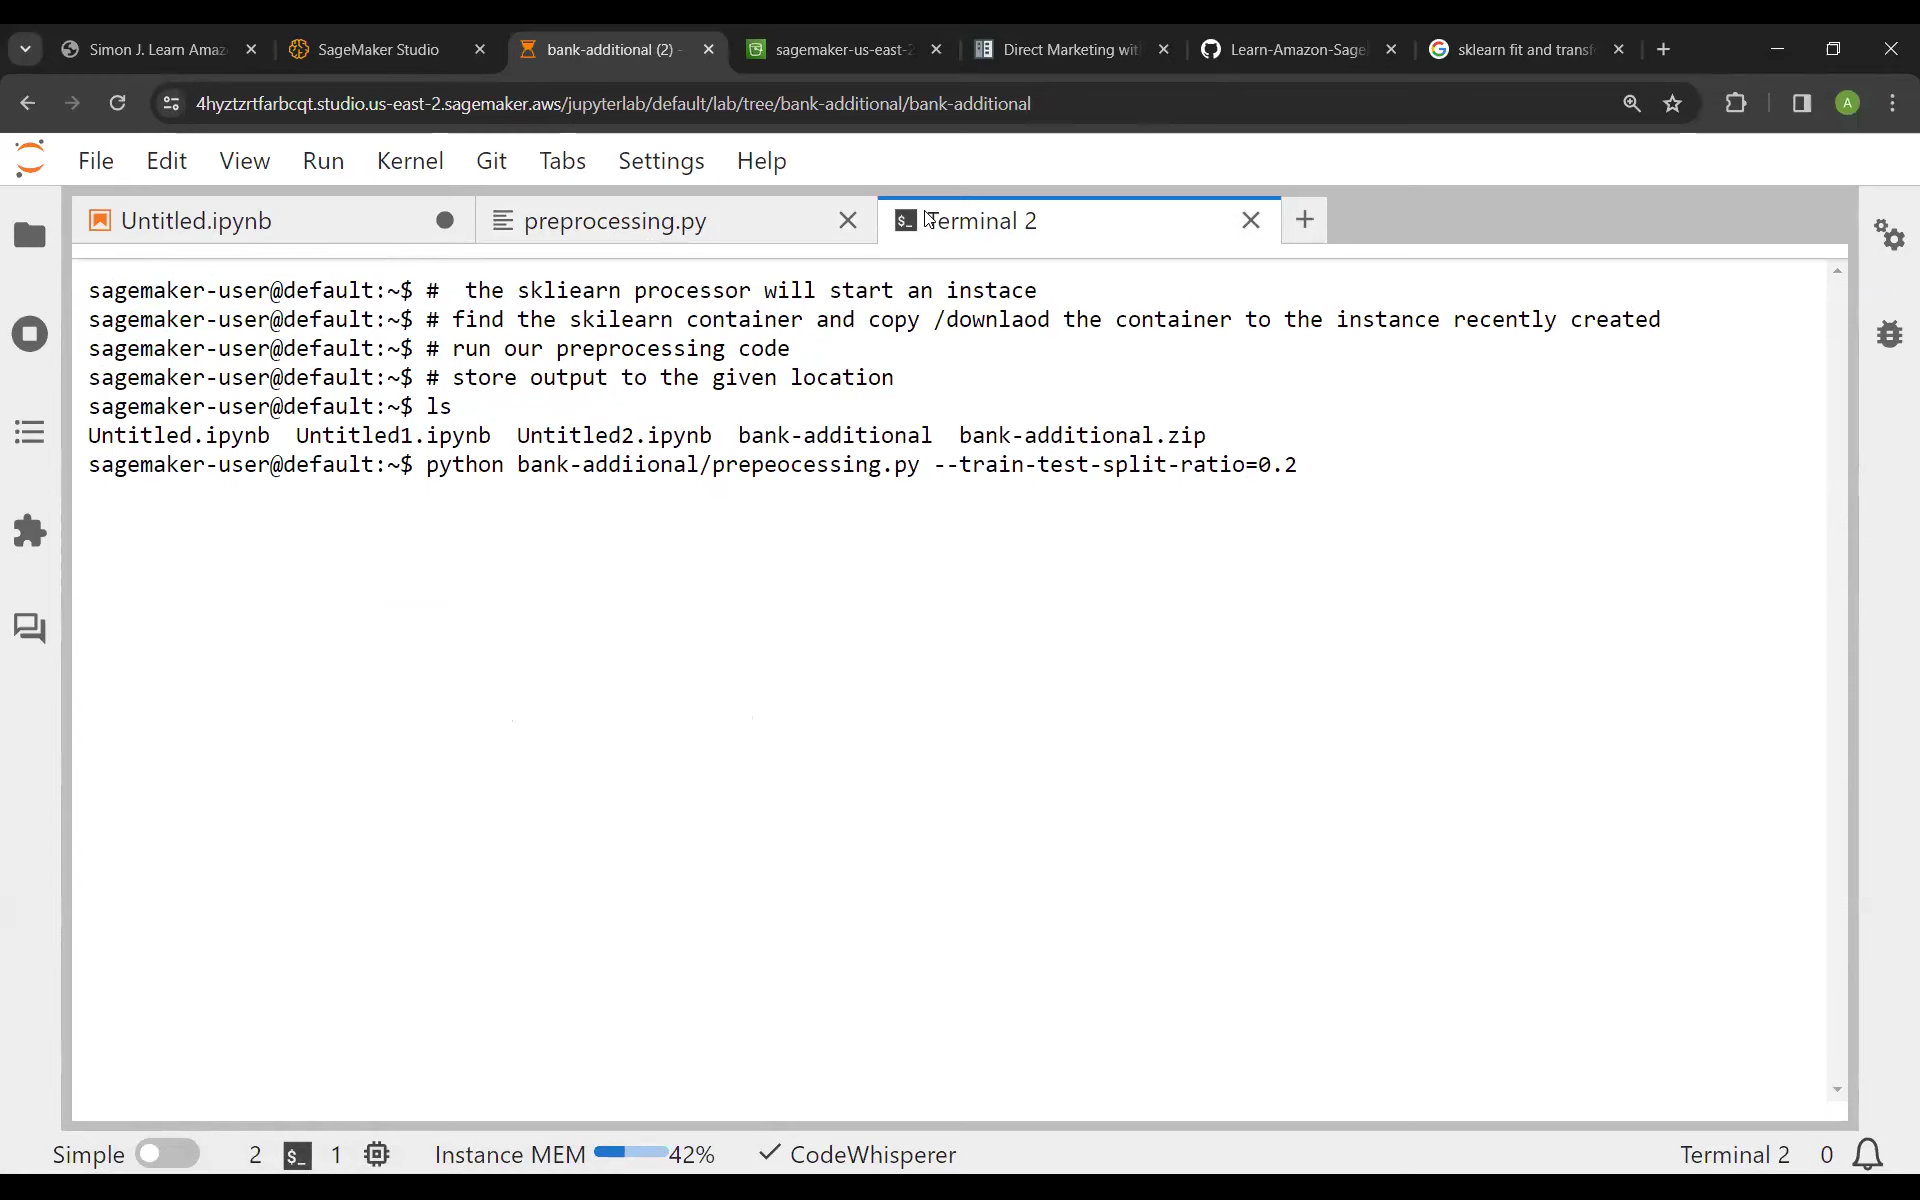 Simon J. Learn Amaz
SageMaker Studio
bank-additional (2) -
sagemaker-us-east-2
Direct Marketing wit
Learn-Amazon-Sage
sklearn fit and transf
4hyztzrtfarbcqt.studio.us-east-2.sagemaker.aws/jupyterlab/default/lab/tree/bank-additional/bank-additional
A
File Edit View Run Kernel Git Tabs Settings Help
Untitled.ipynb
preprocessing.py
Terminal 2
sagemaker-user@default:~$ #  the skliearn processor will start an instace
sagemaker-user@default:~$ # find the skilearn container and copy /downlaod the container to the instance recently created
sagemaker-user@default:~$ # run our preprocessing code
sagemaker-user@default:~$ # store output to the given location
sagemaker-user@default:~$ ls
Untitled.ipynb  Untitled1.ipynb  Untitled2.ipynb  bank-additional  bank-additional.zip
sagemaker-user@default:~$ python bank-addiional/prepeocessing.py --train-test-split-ratio=0.2
Simple 2 $_ 1 Instance MEM 42% CodeWhisperer Terminal 2 0